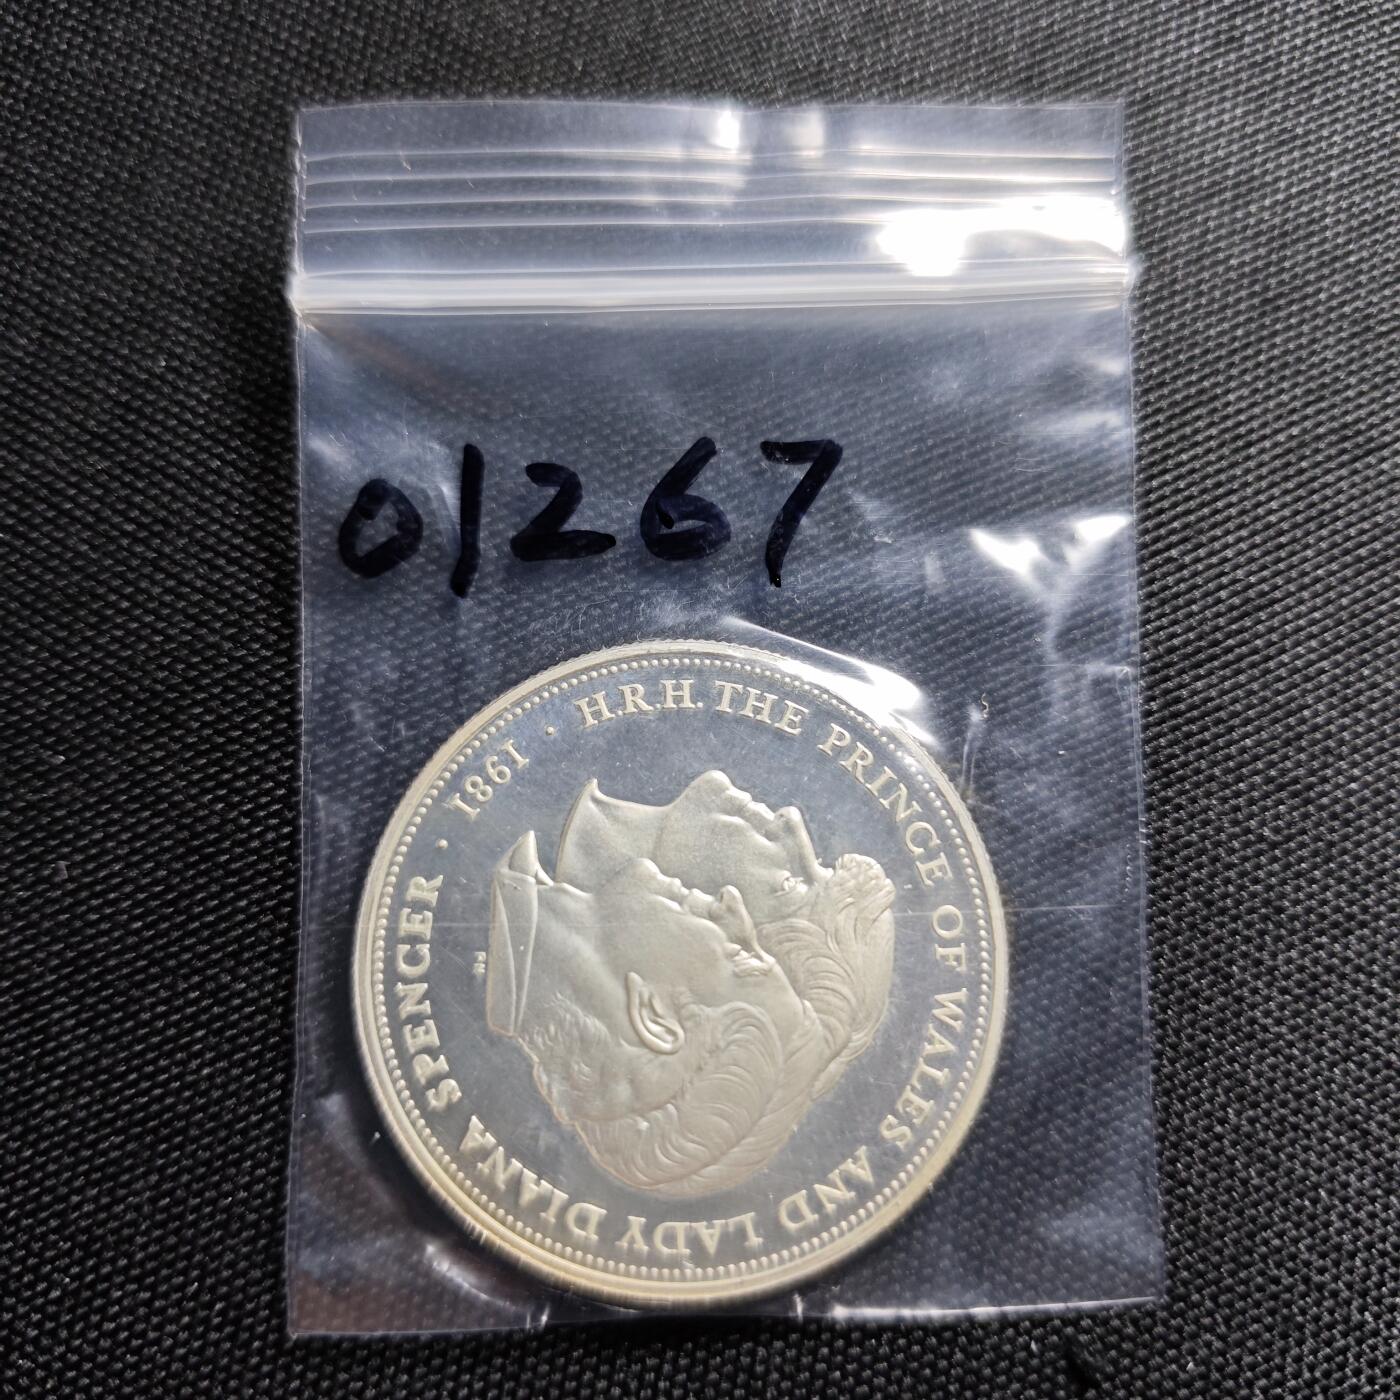 01267
H.R.H. THE PRINCE OF WALES AND LADY DIANA SPENCER · 1981 ·